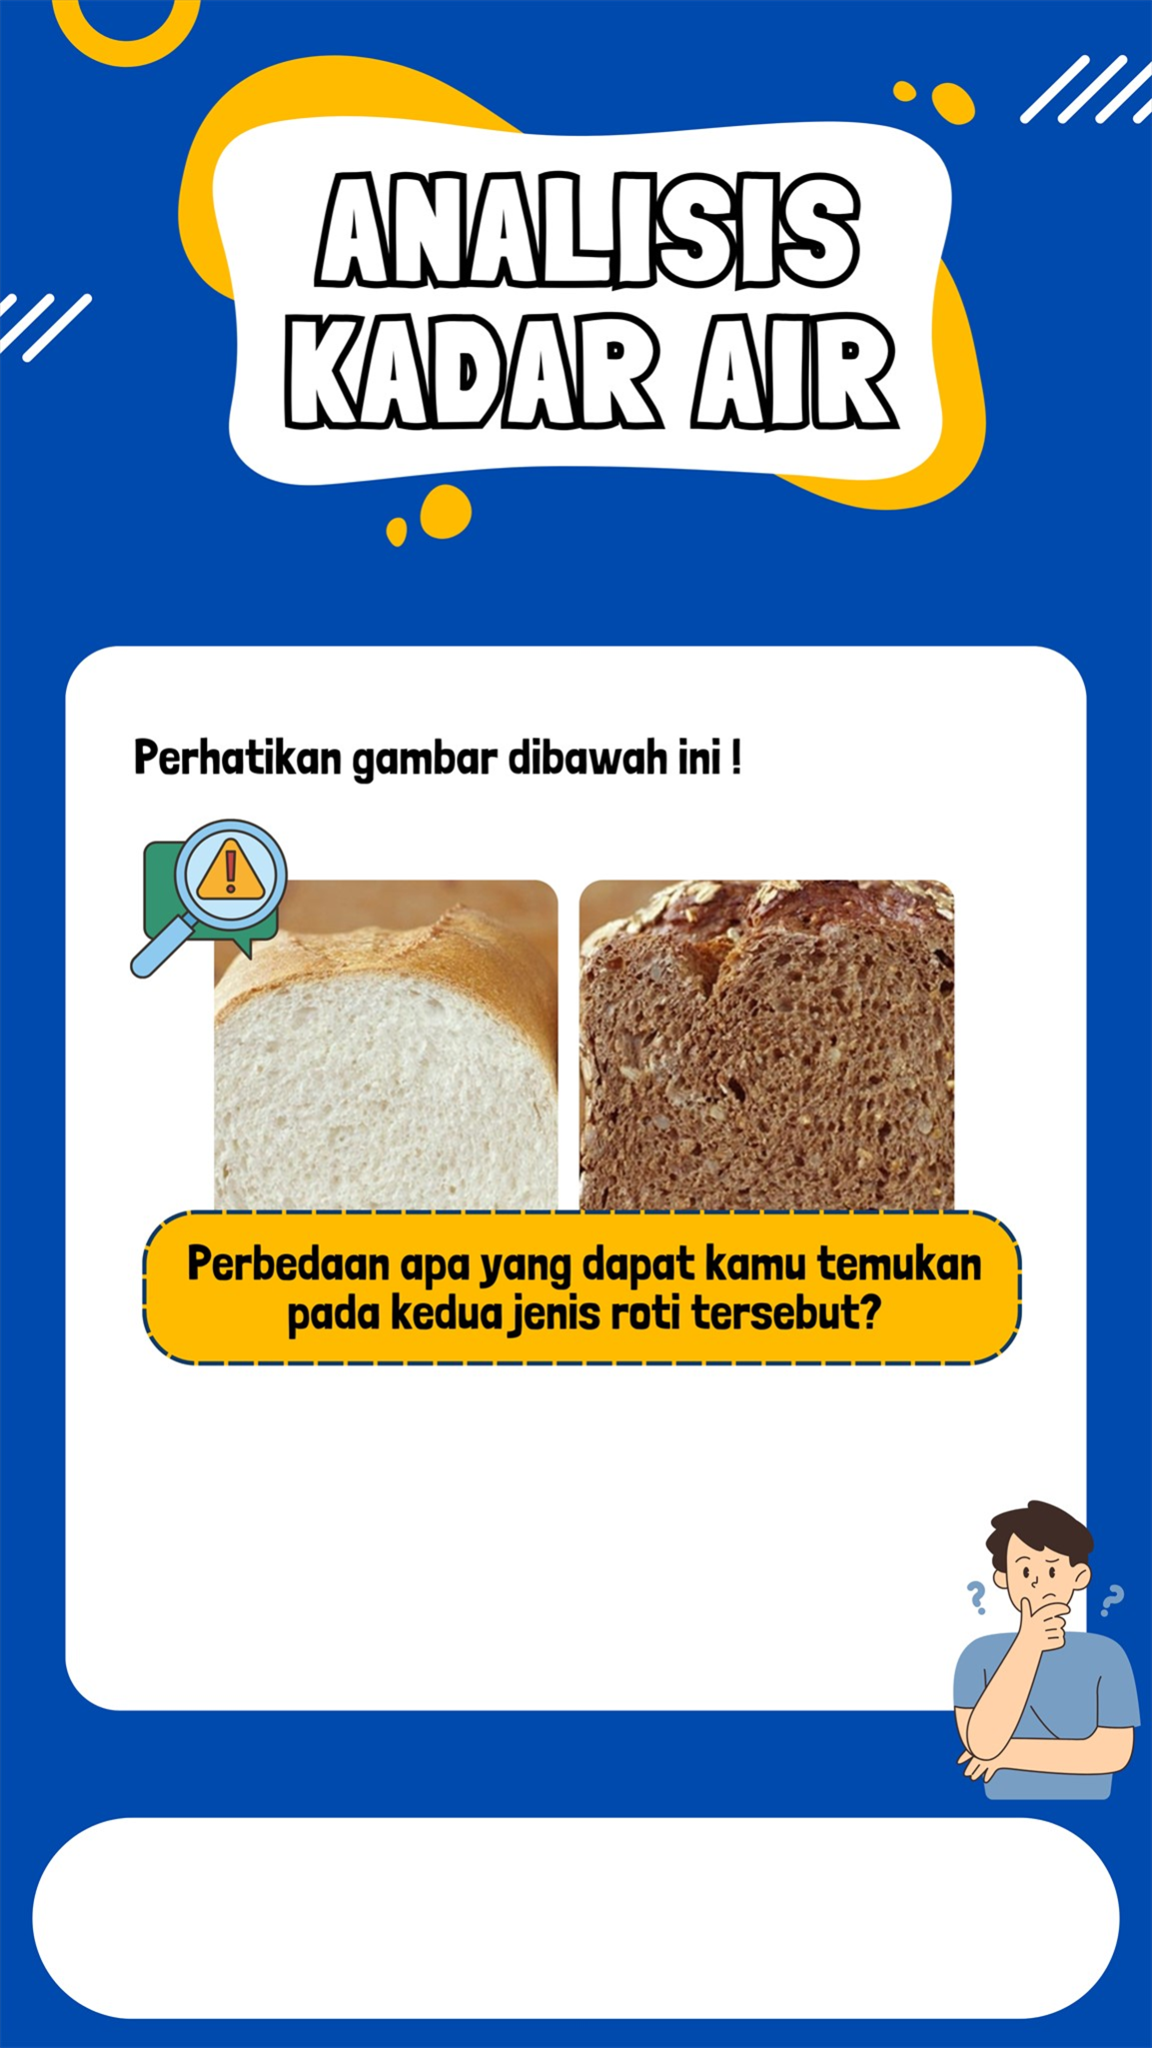 ANALISIS
KADAR AIR
Perhatikan gambar dibawah ini !
Perbedaan apa yang dapat kamu temukan
pada kedua jenis roti tersebut?